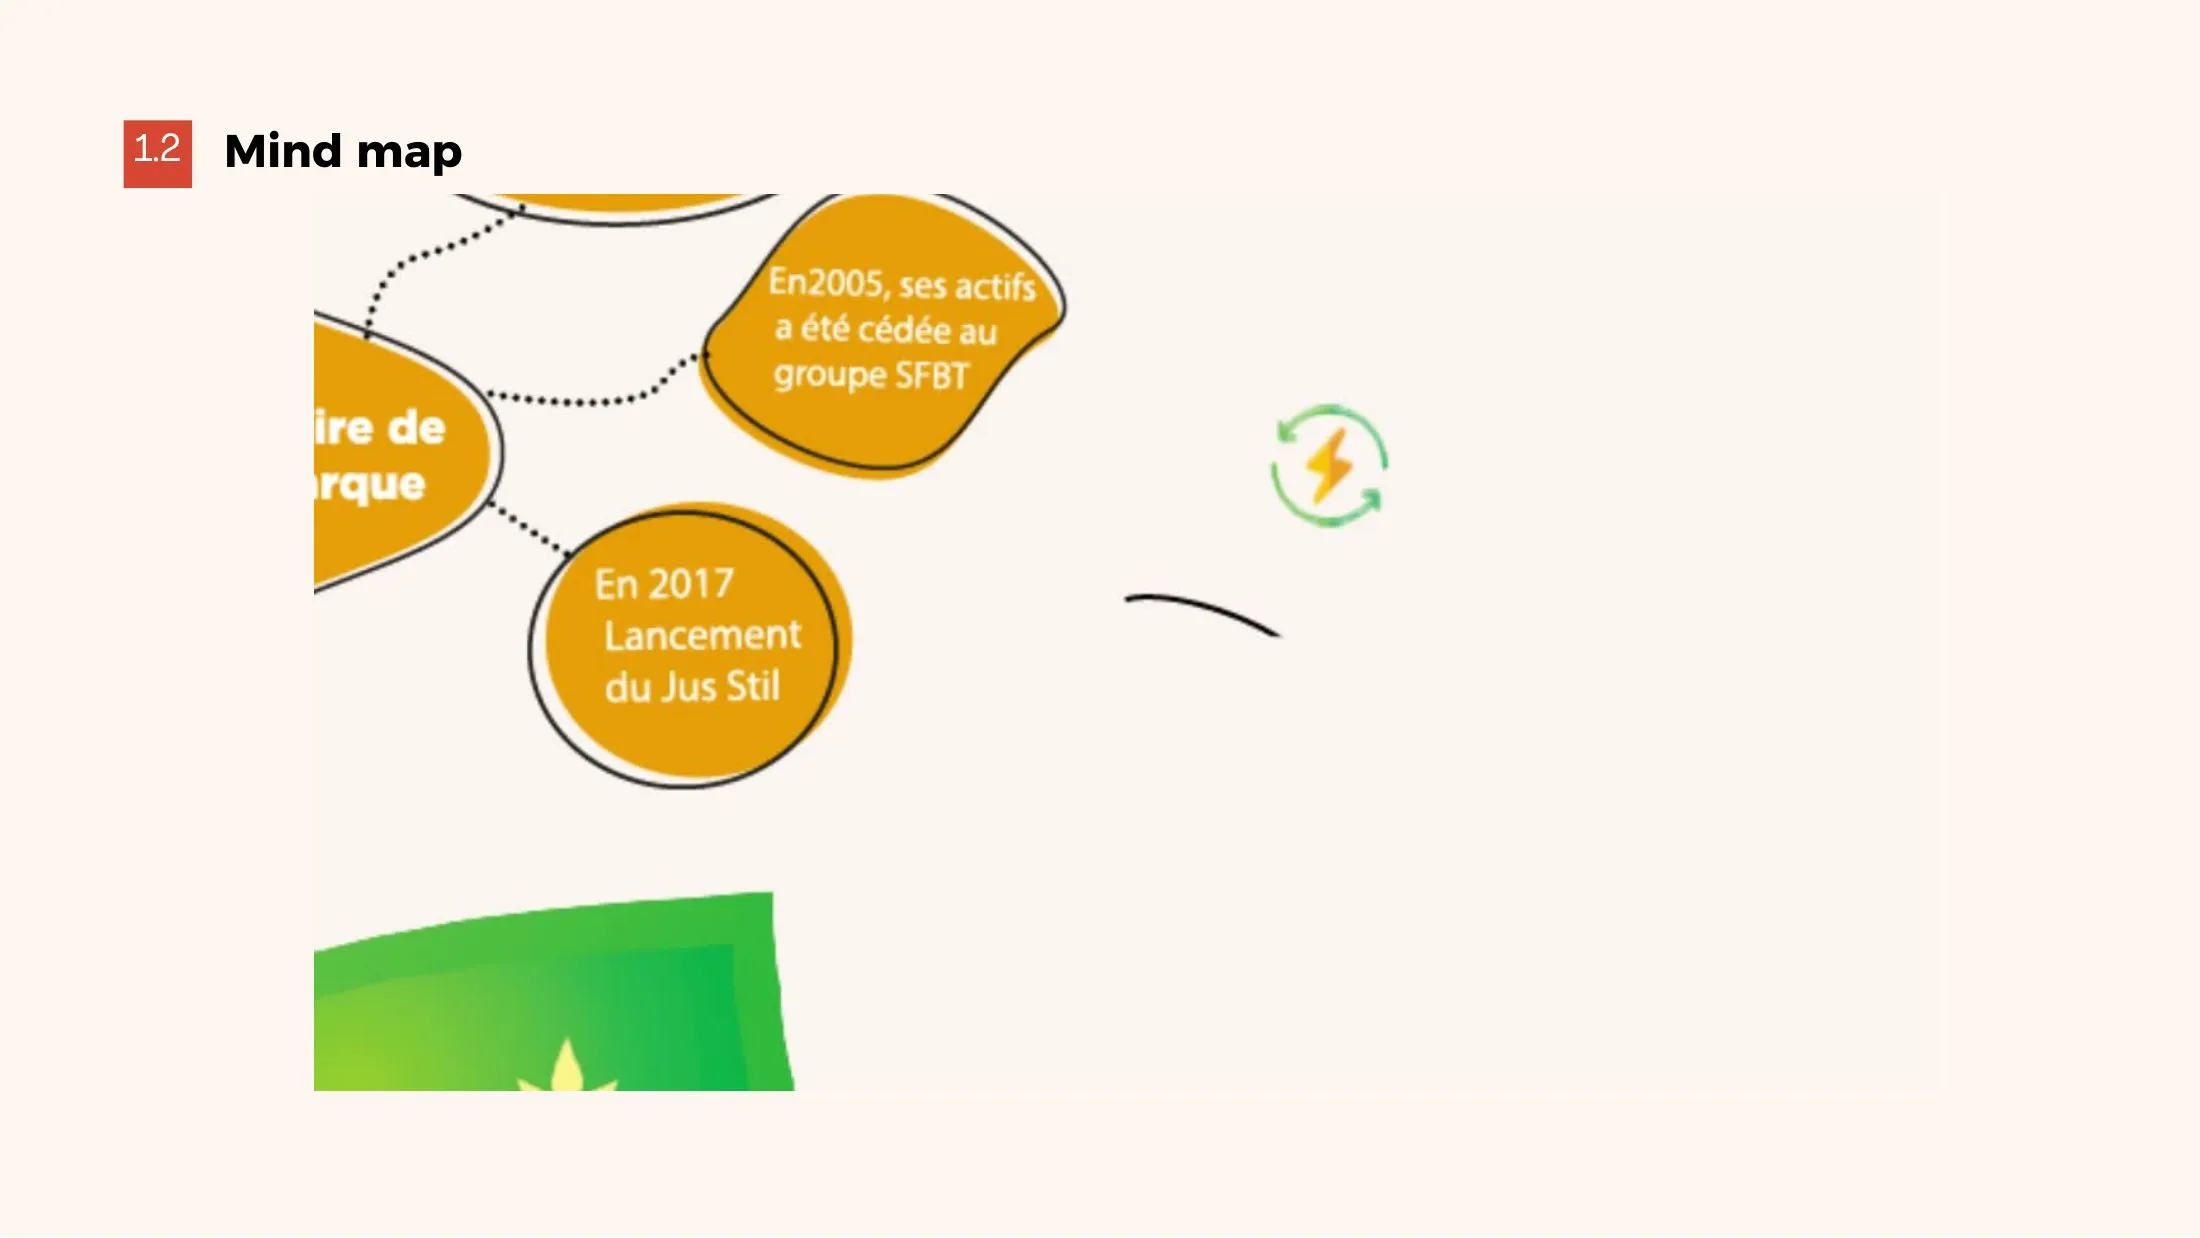 1.2 Mind map
En2005, ses actifs
a été cédée au
groupe SFBT
ire de
rque
En 2017
Lancement
du Jus Stil